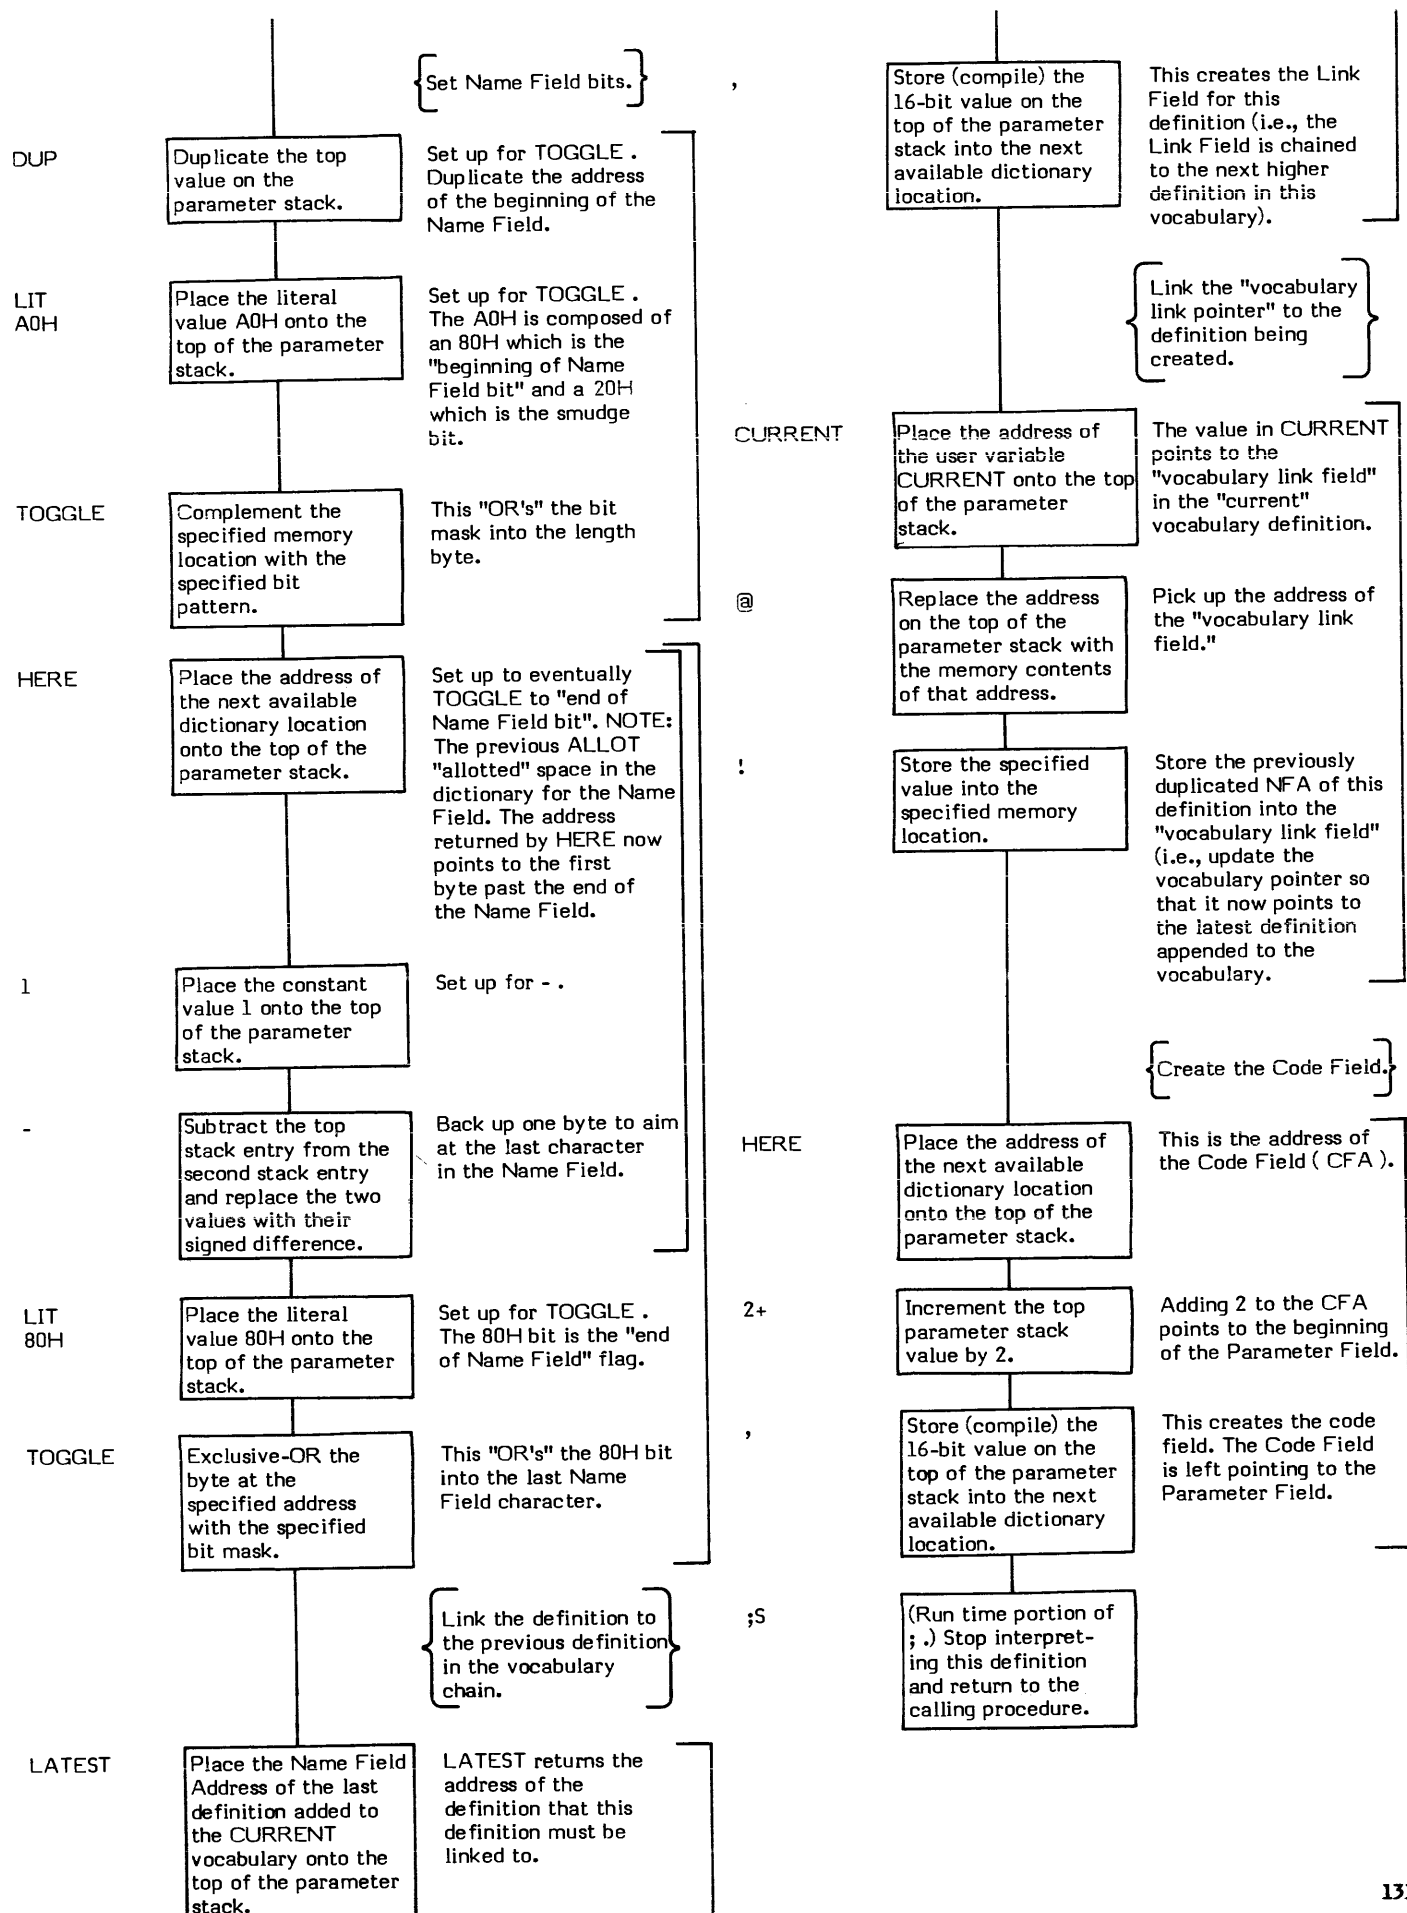 {Set Name Field bits.}
DUP
Duplicate the top
value on the
parameter stack.
Set up for TOGGLE .
Duplicate the address
of the beginning of the
Name Field.
LIT
A0H
Place the literal
value A0H onto the
top of the parameter
stack.
Set up for TOGGLE .
The A0H is composed of
an 80H which is the
"beginning of Name
Field bit" and a 20H
which is the smudge
bit.
TOGGLE
Complement the
specified memory
location with the
specified bit
pattern.
This "OR's" the bit
mask into the length
byte.
HERE
Place the address of
the next available
dictionary location
onto the top of the
parameter stack.
Set up to eventually
TOGGLE to "end of
Name Field bit". NOTE:
The previous ALLOT
"allotted" space in the
dictionary for the Name
Field. The address
returned by HERE now
points to the first
byte past the end of
the Name Field.
1
Place the constant
value 1 onto the top
of the parameter
stack.
Set up for - .
-
Subtract the top
stack entry from the
second stack entry
and replace the two
values with their
signed difference.
Back up one byte to aim
at the last character
in the Name Field.
LIT
80H
Place the literal
value 80H onto the
top of the parameter
stack.
Set up for TOGGLE .
The 80H bit is the "end
of Name Field" flag.
TOGGLE
Exclusive-OR the
byte at the
specified address
with the specified
bit mask.
This "OR's" the 80H bit
into the last Name
Field character.
{Link the definition to
the previous definition
in the vocabulary
chain.}
LATEST
Place the Name Field
Address of the last
definition added to
the CURRENT
vocabulary onto the
top of the parameter
stack.
LATEST returns the
address of the
definition that this
definition must be
linked to.
,
Store (compile) the
16-bit value on the
top of the parameter
stack into the next
available dictionary
location.
This creates the Link
Field for this
definition (i.e., the
Link Field is chained
to the next higher
definition in this
vocabulary).
{Link the "vocabulary
link pointer" to the
definition being
created.}
CURRENT
Place the address of
the user variable
CURRENT onto the top
of the parameter
stack.
The value in CURRENT
points to the
"vocabulary link field"
in the "current"
vocabulary definition.
@
Replace the address
on the top of the
parameter stack with
the memory contents
of that address.
Pick up the address of
the "vocabulary link
field."
!
Store the specified
value into the
specified memory
location.
Store the previously
duplicated NFA of this
definition into the
"vocabulary link field"
(i.e., update the
vocabulary pointer so
that it now points to
the latest definition
appended to the
vocabulary.
{Create the Code Field.}
HERE
Place the address of
the next available
dictionary location
onto the top of the
parameter stack.
This is the address of
the Code Field ( CFA ).
2+
Increment the top
parameter stack
value by 2.
Adding 2 to the CFA
points to the beginning
of the Parameter Field.
,
Store (compile) the
16-bit value on the
top of the parameter
stack into the next
available dictionary
location.
This creates the code
field. The Code Field
is left pointing to the
Parameter Field.
;S
(Run time portion of
; .) Stop interpret-
ing this definition
and return to the
calling procedure.